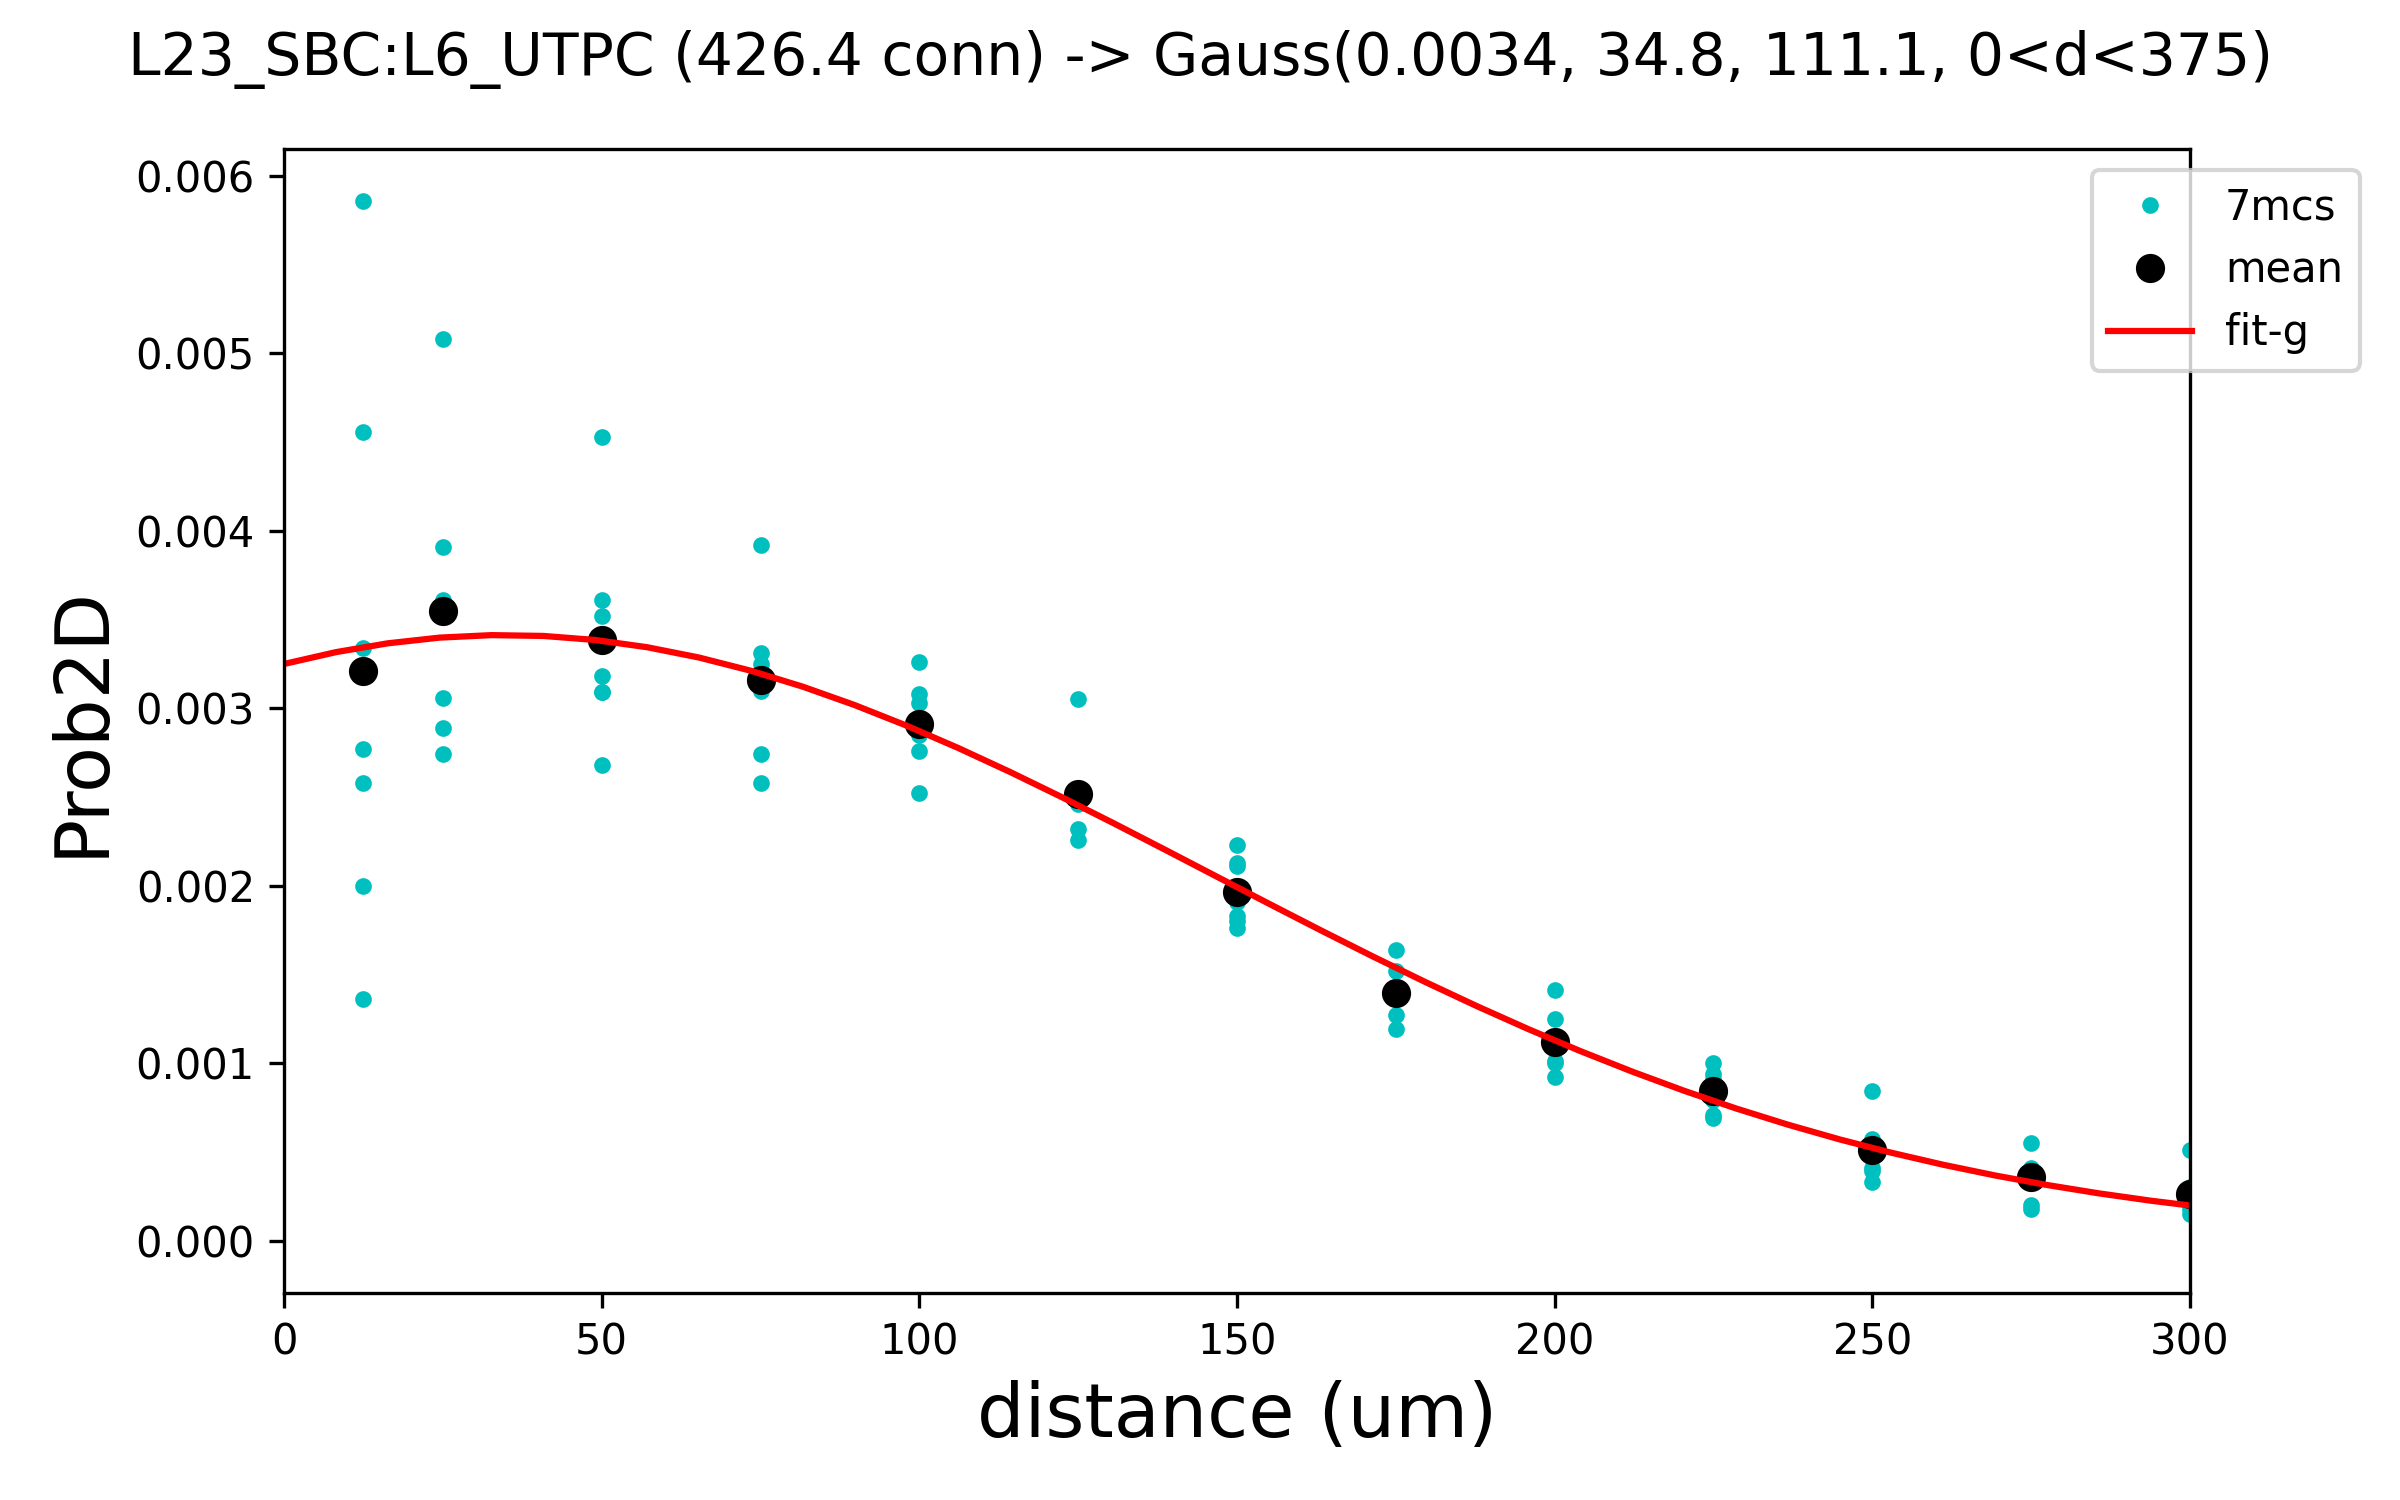 L23_SBC:L6_UTPC (426.4 conn) -> Gauss(0.0034, 34.8, 111.1, 0<d<375)
0.006
0.005
0.004
0.003
0.002
0.001
0.000
Prob2D
7mcs
mean
fit-g
0 50 100 150 200 250 300
distance (um)